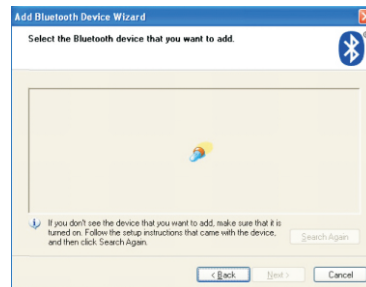 Add Bluetooth Device Wizard
Select the Bluetooth device that you want to add.
If you don't see the device that you want to add, make sure that it is
turned on. Follow the setup instructions that came with the device,
and then click Search Again.
Search Again
< Back
Next >
Cancel